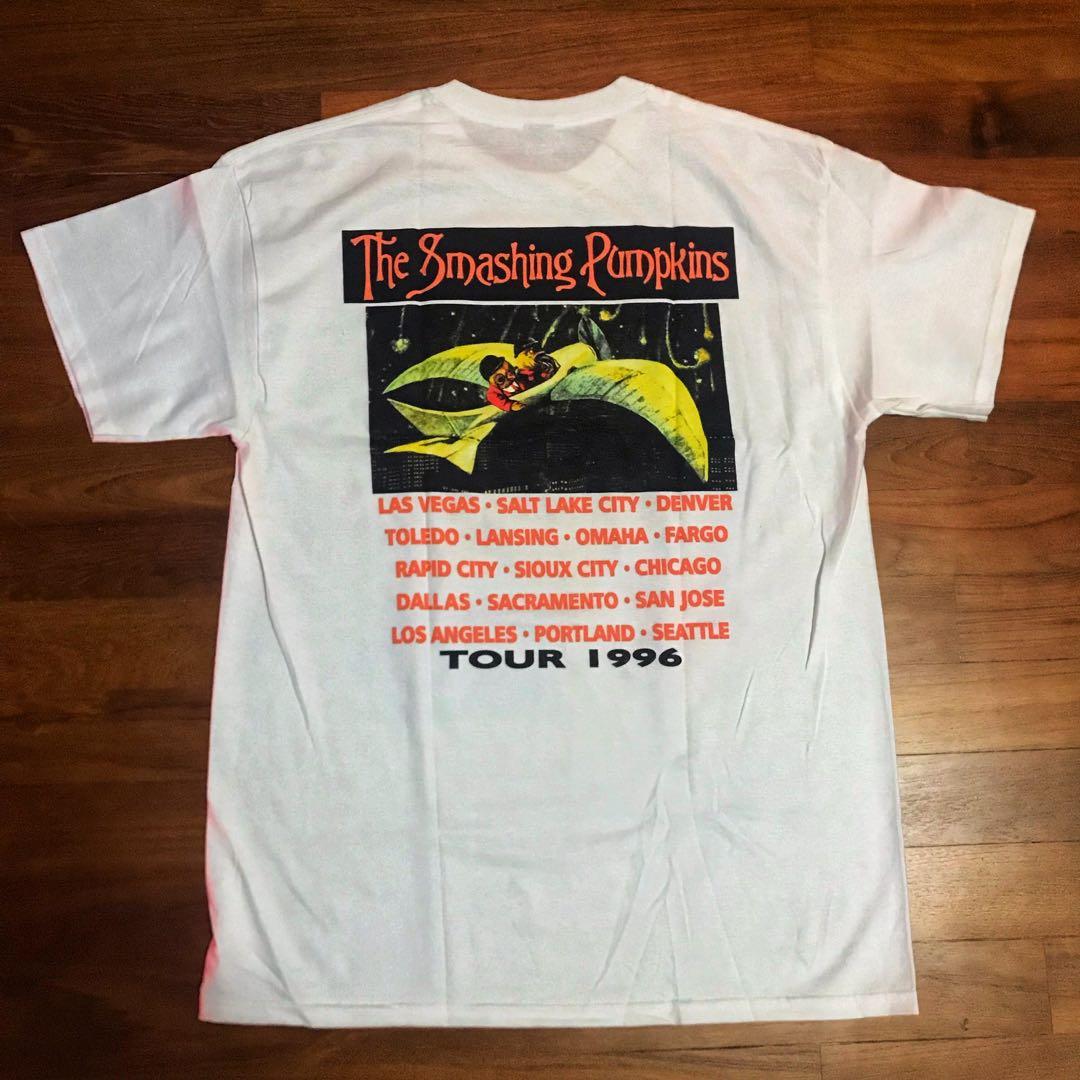 The Smashing Pumpkins
LAS VEGAS • SALT LAKE CITY • DENVER
TOLEDO • LANSING • OMAHA • FARGO
RAPID CITY • SIOUX CITY • CHICAGO
DALLAS • SACRAMENTO • SAN JOSE
LOS ANGELES • PORTLAND • SEATTLE
TOUR 1996